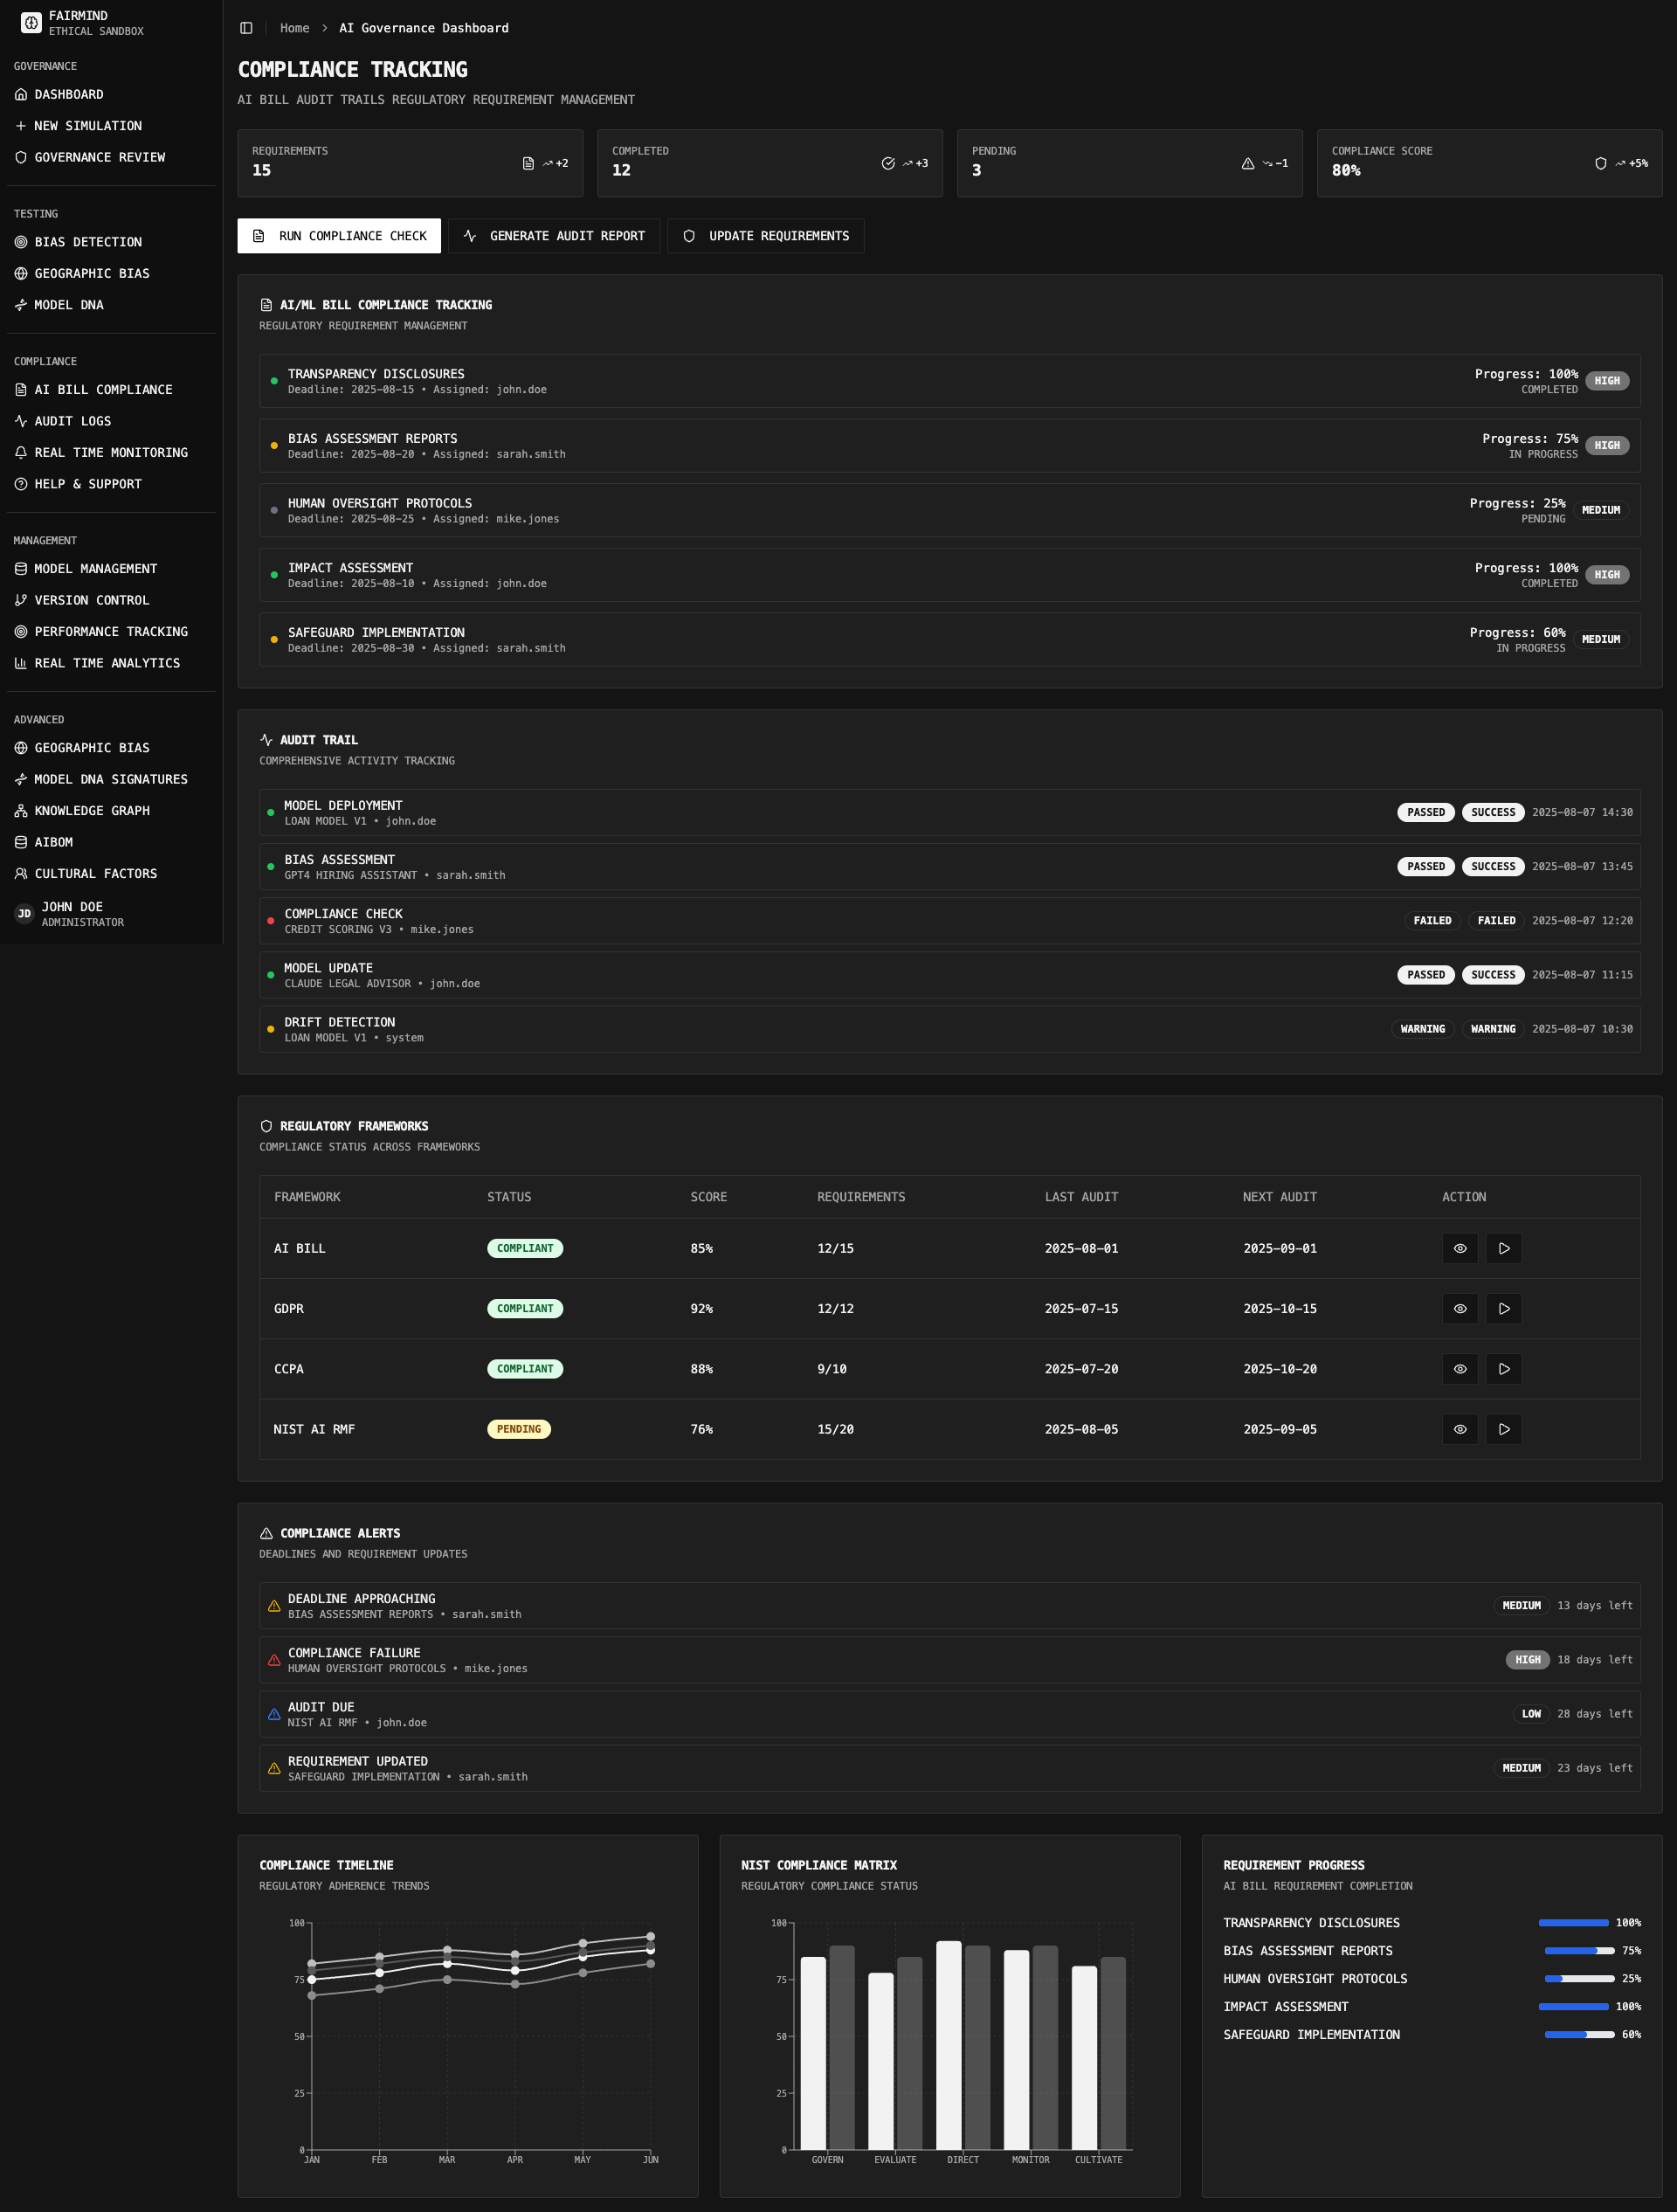 FAIRMIND
ETHICAL SANDBOX
GOVERNANCE
DASHBOARD
NEW SIMULATION
GOVERNANCE REVIEW
TESTING
BIAS DETECTION
GEOGRAPHIC BIAS
MODEL DNA
COMPLIANCE
AI BILL COMPLIANCE
AUDIT LOGS
REAL TIME MONITORING
HELP & SUPPORT
MANAGEMENT
MODEL MANAGEMENT
VERSION CONTROL
PERFORMANCE TRACKING
REAL TIME ANALYTICS
ADVANCED
GEOGRAPHIC BIAS
MODEL DNA SIGNATURES
KNOWLEDGE GRAPH
AIBOM
CULTURAL FACTORS
JD
JOHN DOE
ADMINISTRATOR
Home > AI Governance Dashboard
COMPLIANCE TRACKING
AI BILL AUDIT TRAILS REGULATORY REQUIREMENT MANAGEMENT
REQUIREMENTS
15
+2
COMPLETED
12
+3
PENDING
3
-1
COMPLIANCE SCORE
80%
+5%
RUN COMPLIANCE CHECK
GENERATE AUDIT REPORT
UPDATE REQUIREMENTS
AI/ML BILL COMPLIANCE TRACKING
REGULATORY REQUIREMENT MANAGEMENT
TRANSPARENCY DISCLOSURES
Deadline: 2025-08-15 • Assigned: john.doe
Progress: 100%
COMPLETED
HIGH
BIAS ASSESSMENT REPORTS
Deadline: 2025-08-20 • Assigned: sarah.smith
Progress: 75%
IN PROGRESS
HIGH
HUMAN OVERSIGHT PROTOCOLS
Deadline: 2025-08-25 • Assigned: mike.jones
Progress: 25%
PENDING
MEDIUM
IMPACT ASSESSMENT
Deadline: 2025-08-10 • Assigned: john.doe
Progress: 100%
COMPLETED
HIGH
SAFEGUARD IMPLEMENTATION
Deadline: 2025-08-30 • Assigned: sarah.smith
Progress: 60%
IN PROGRESS
MEDIUM
AUDIT TRAIL
COMPREHENSIVE ACTIVITY TRACKING
MODEL DEPLOYMENT
LOAN MODEL V1 • john.doe
PASSED SUCCESS 2025-08-07 14:30
BIAS ASSESSMENT
GPT4 HIRING ASSISTANT • sarah.smith
PASSED SUCCESS 2025-08-07 13:45
COMPLIANCE CHECK
CREDIT SCORING V3 • mike.jones
FAILED FAILED 2025-08-07 12:20
MODEL UPDATE
CLAUDE LEGAL ADVISOR • john.doe
PASSED SUCCESS 2025-08-07 11:15
DRIFT DETECTION
LOAN MODEL V1 • system
WARNING WARNING 2025-08-07 10:30
REGULATORY FRAMEWORKS
COMPLIANCE STATUS ACROSS FRAMEWORKS
FRAMEWORK STATUS SCORE REQUIREMENTS LAST AUDIT NEXT AUDIT ACTION
AI BILL COMPLIANT 85% 12/15 2025-08-01 2025-09-01
GDPR COMPLIANT 92% 12/12 2025-07-15 2025-10-15
CCPA COMPLIANT 88% 9/10 2025-07-20 2025-10-20
NIST AI RMF PENDING 76% 15/20 2025-08-05 2025-09-05
COMPLIANCE ALERTS
DEADLINES AND REQUIREMENT UPDATES
DEADLINE APPROACHING
BIAS ASSESSMENT REPORTS • sarah.smith
MEDIUM 13 days left
COMPLIANCE FAILURE
HUMAN OVERSIGHT PROTOCOLS • mike.jones
HIGH 18 days left
AUDIT DUE
NIST AI RMF • john.doe
LOW 28 days left
REQUIREMENT UPDATED
SAFEGUARD IMPLEMENTATION • sarah.smith
MEDIUM 23 days left
COMPLIANCE TIMELINE
REGULATORY ADHERENCE TRENDS
100
75
50
25
0
JAN FEB MAR APR MAY JUN
NIST COMPLIANCE MATRIX
REGULATORY COMPLIANCE STATUS
100
75
50
25
0
GOVERN EVALUATE DIRECT MONITOR CULTIVATE
REQUIREMENT PROGRESS
AI BILL REQUIREMENT COMPLETION
TRANSPARENCY DISCLOSURES 100%
BIAS ASSESSMENT REPORTS 75%
HUMAN OVERSIGHT PROTOCOLS 25%
IMPACT ASSESSMENT 100%
SAFEGUARD IMPLEMENTATION 60%